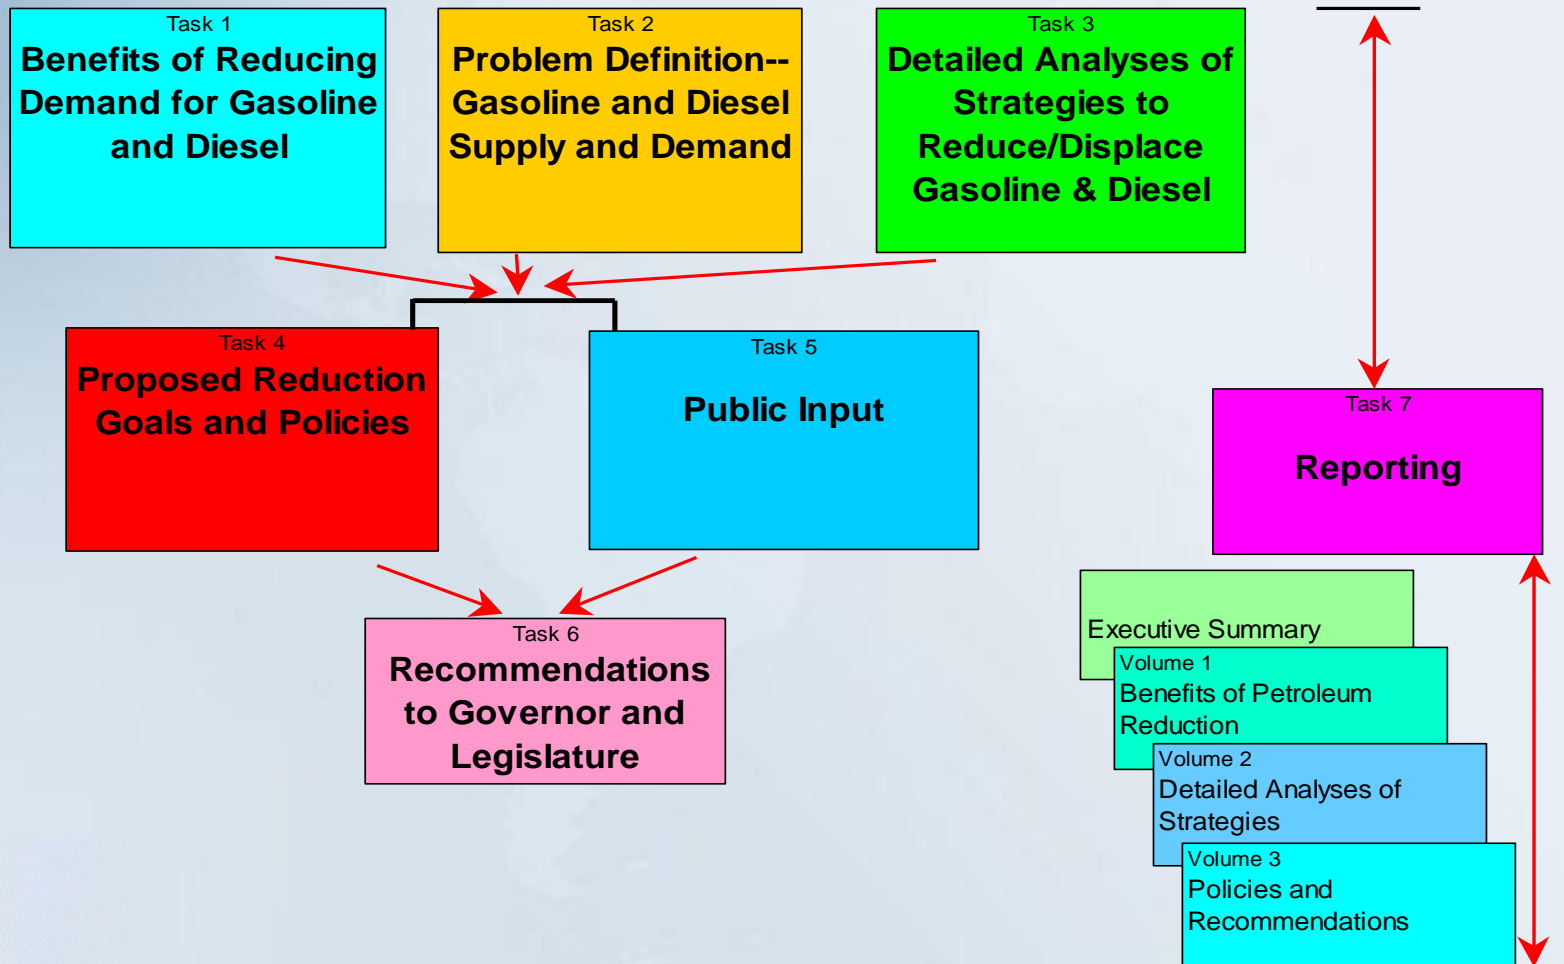 Task 1
Benefits of Reducing
Demand for Gasoline
and Diesel
Task 2
Problem Definition--
Gasoline and Diesel
Supply and Demand
Task 3
Detailed Analyses of
Strategies to
Reduce/Displace
Gasoline & Diesel
Task 4
Proposed Reduction
Goals and Policies
Task 5
Public Input
Task 7
Reporting
Task 6
Recommendations
to Governor and
Legislature
Executive Summary
Volume 1
Benefits of Petroleum
Reduction
Volume 2
Detailed Analyses of
Strategies
Volume 3
Policies and
Recommendations